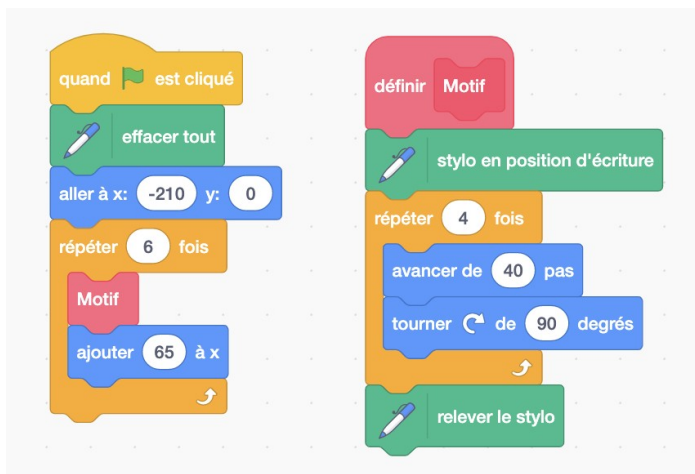 quand est cliqué
effacer tout
aller à x: -210 y: 0
répéter 6 fois
Motif
ajouter 65 à x
définir Motif
stylo en position d'écriture
répéter 4 fois
avancer de 40 pas
tourner de 90 degrés
relever le stylo